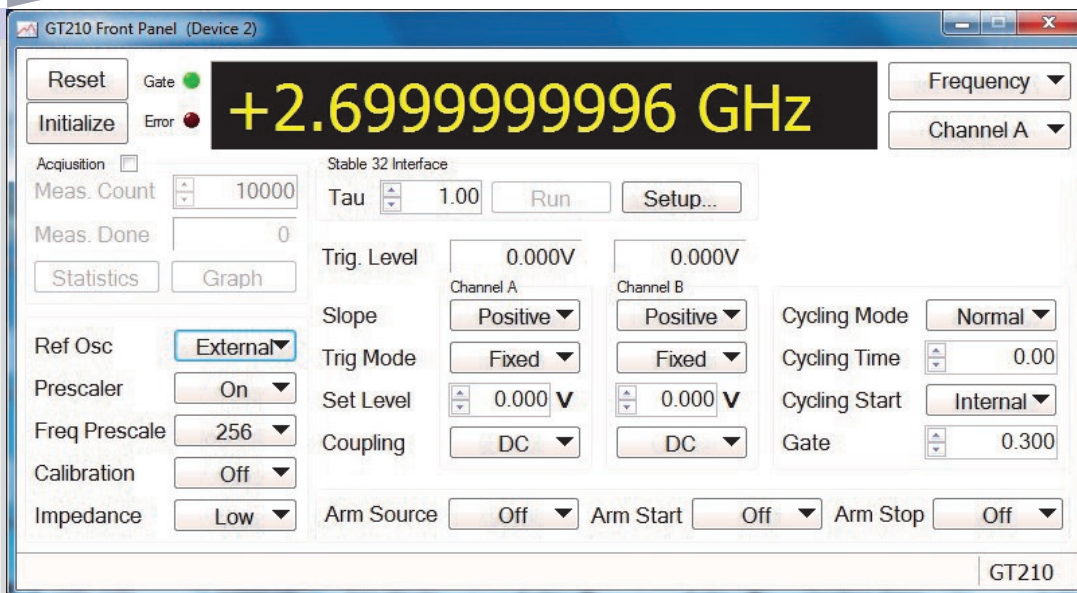 GT210 Front Panel (Device 2)
Reset Gate +2.6999999996 GHz Frequency
Initialize Error Channel A
Acqiusition Stable 32 Interface
Meas. Count 10000 Tau 1.00 Run Setup...
Meas. Done 0
Trig. Level 0.000V 0.000V
Statistics Graph
Channel A Channel B
Slope Positive Positive Cycling Mode Normal
Ref Osc External
Trig Mode Fixed Fixed Cycling Time 0.00
Prescaler On
Set Level 0.000 V 0.000 V Cycling Start Internal
Freq Prescale 256
Coupling DC DC Gate 0.300
Calibration Off
Impedance Low Arm Source Off Arm Start Off Arm Stop Off
GT210